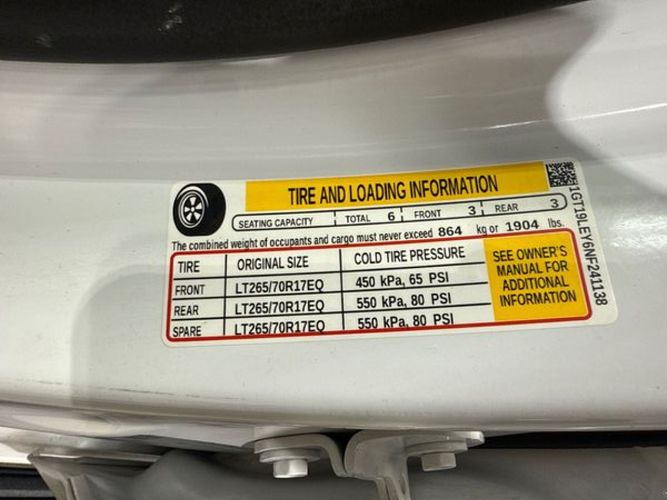 TIRE AND LOADING INFORMATION
SEATING CAPACITY TOTAL 6 FRONT 3 REAR 3
The combined weight of occupants and cargo must never exceed 864 kg or 1904 lbs.
TIRE ORIGINAL SIZE COLD TIRE PRESSURE
FRONT LT265/70R17EQ 450 kPa, 65 PSI
REAR LT265/70R17EQ 550 kPa, 80 PSI
SPARE LT265/70R17EQ 550 kPa, 80 PSI
SEE OWNER'S
MANUAL FOR
ADDITIONAL
INFORMATION
1GT19LEY6NF241138